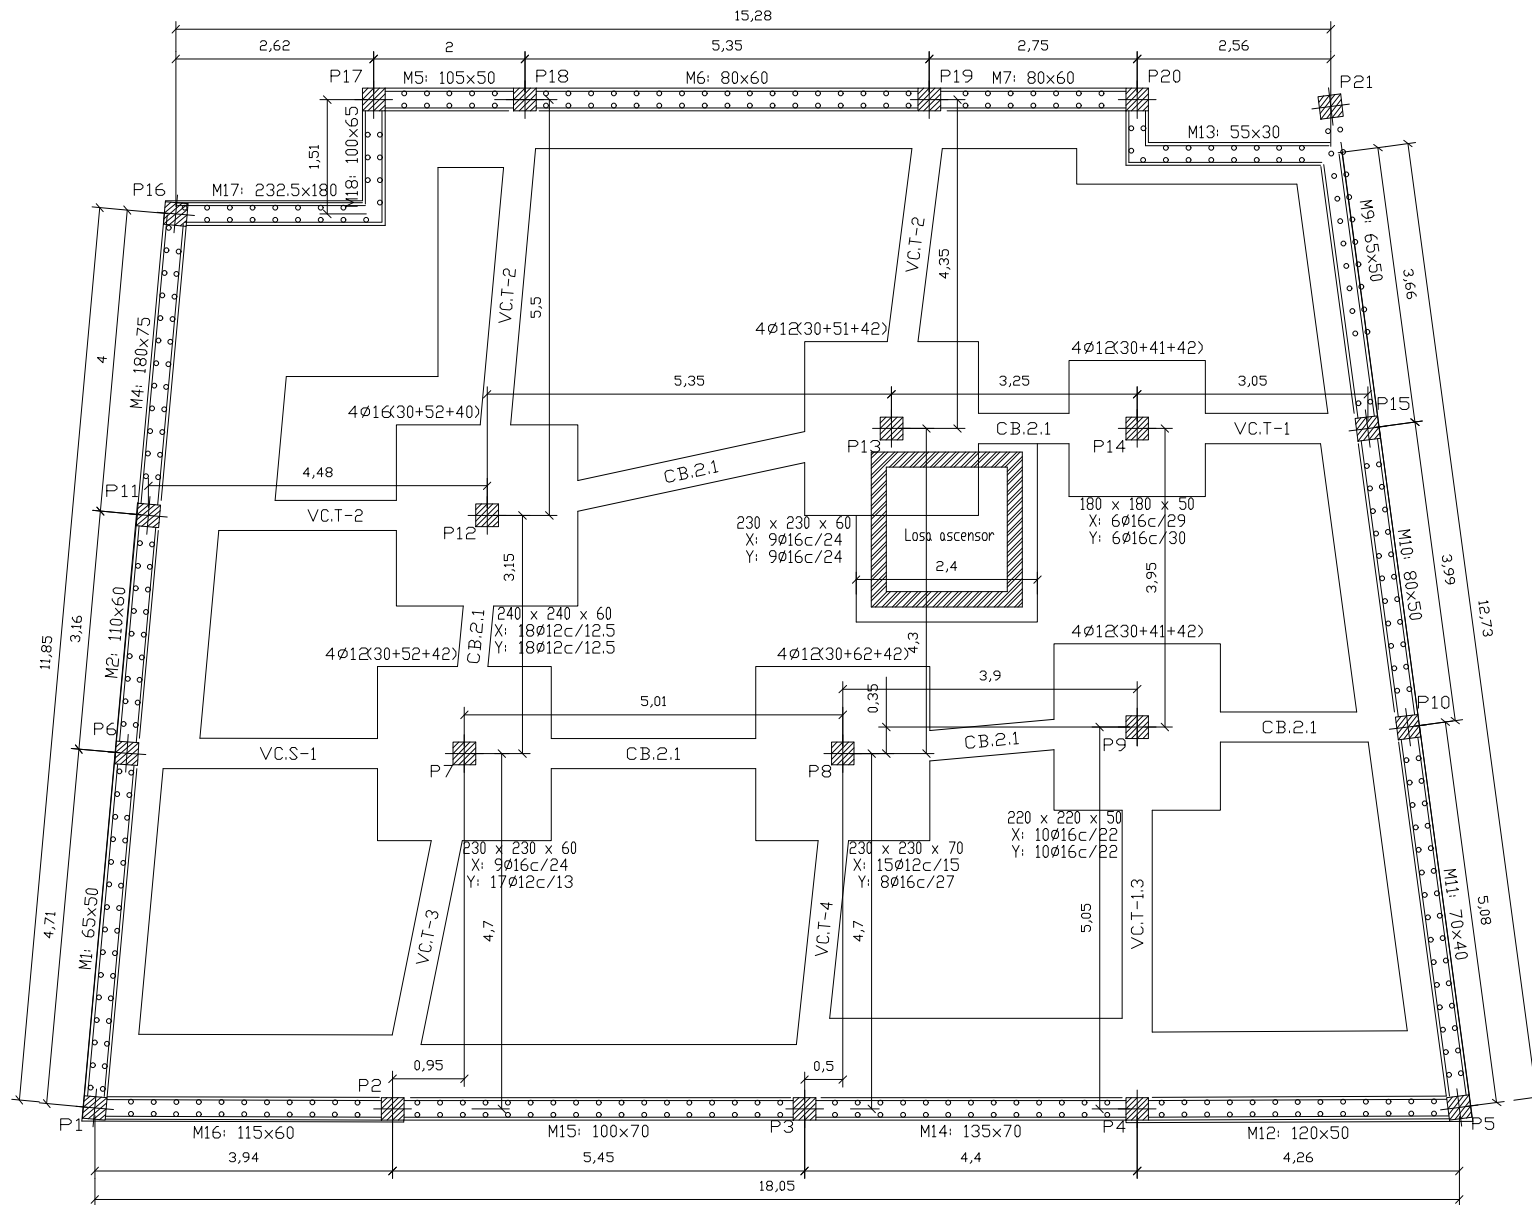 15,28
2,62
2
5,35
2,75
2,56
P17
M5: 105x50
P18
M6: 80x60
P19
M7: 80x60
P20
P21
M18: 100x65
1,51
M13: 55x30
P16
M17: 232.5x180
M9: 65x50
3,66
VC.T-2
4,35
VC.T-2
5,5
4
M4: 180x75
4Ø12(30+51+42)
4Ø12(30+41+42)
5,35
3,25
3,05
4Ø16(30+52+40)
P15
CB.2.1
VC.T-1
P13
P14
4,48
CB.2.1
P11
VC.T-2
P12
180 x 180 x 50
X: 6Ø16c/29
Y: 6Ø16c/30
230 x 230 x 60
X: 9Ø16c/24
Y: 9Ø16c/24
Losa ascensor
2,4
3,15
3,95
M10: 80x50
3,99
12,73
11,85
3,16
M2: 110x60
CB.2.1
240 x 240 x 60
X: 18Ø12c/12.5
Y: 18Ø12c/12.5
4,3
4Ø12(30+41+42)
4Ø12(30+52+42)
4Ø12(30+62+42)
3,9
0,35
5,01
P10
P6
VC.S-1
P7
CB.2.1
P8
CB.2.1
P9
CB.2.1
220 x 220 x 50
X: 10Ø16c/22
Y: 10Ø16c/22
230 x 230 x 60
X: 9Ø16c/24
Y: 17Ø12c/13
230 x 230 x 70
X: 15Ø12c/15
Y: 8Ø16c/27
4,71
M1: 65x50
VC.T-3
4,7
VC.T-4
4,7
5,05
VC.T-1.3
M11: 70x40
5,08
0,95
0,5
P2
P1
M16: 115x60
M15: 100x70
P3
M14: 135x70
P4
M12: 120x50
P5
3,94
5,45
4,4
4,26
18,05